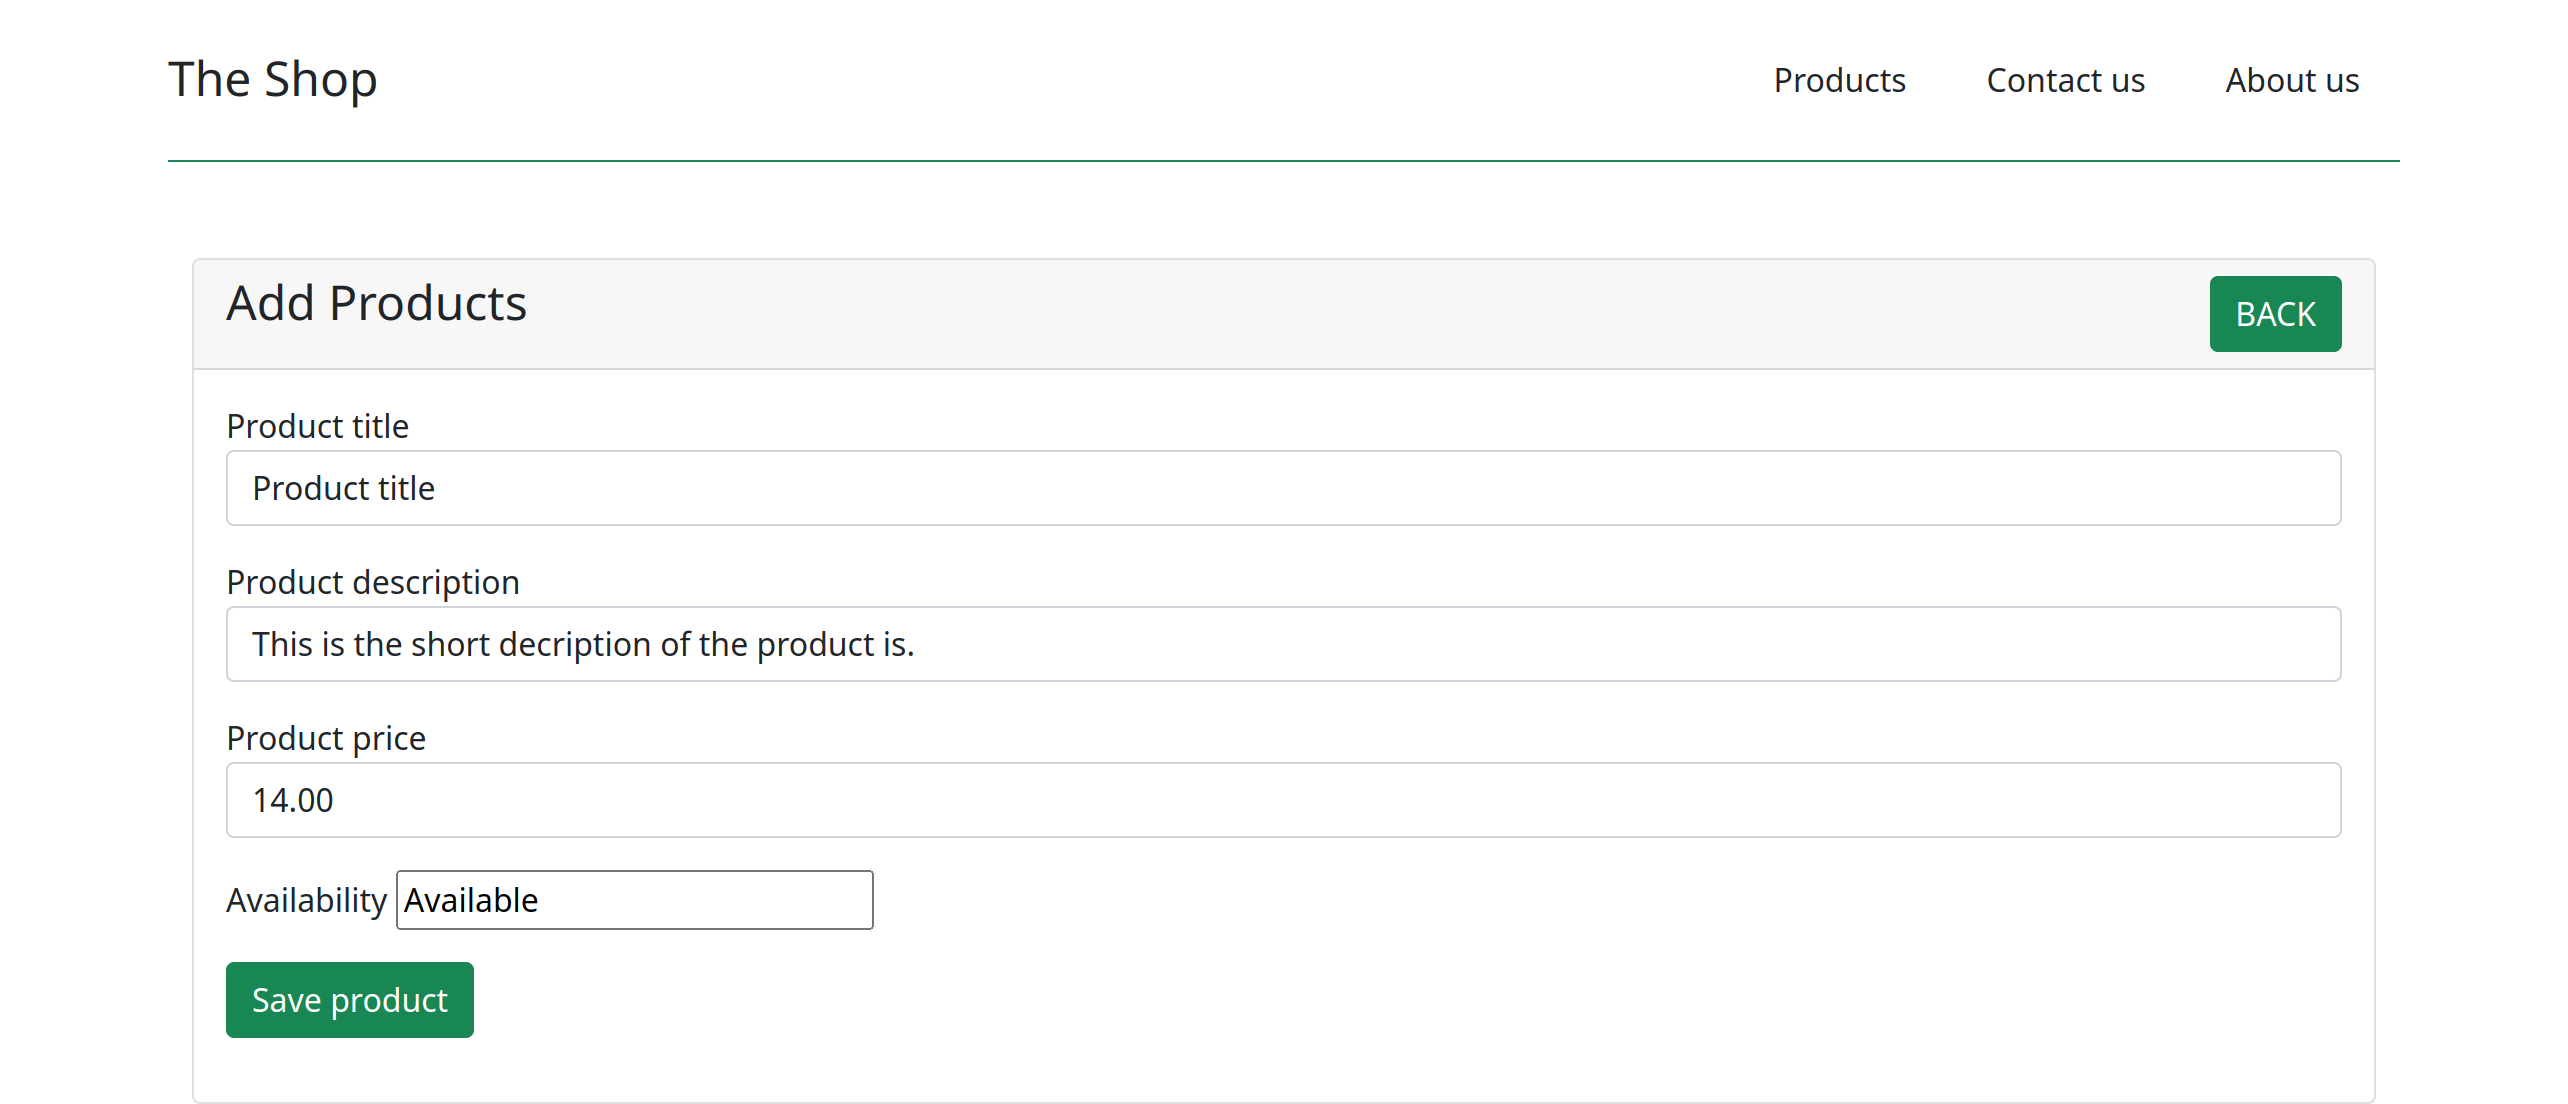 The Shop
Products Contact us About us
Add Products
BACK
Product title
Product title
Product description
This is the short decription of the product is.
Product price
14.00
Availability Available
Save product